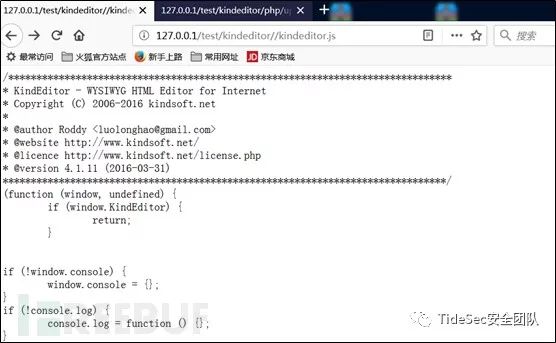 127.0.0.1/test/kindeditor//kindedito
127.0.0.1/test/kindeditor/php/up
127.0.0.1/test/kindeditor//kindeditor.js
搜索
最常访问 火狐官方站点 新手上路 常用网址 JD 京东商城
/*******************************************************************************
* KindEditor - WYSIWYG HTML Editor for Internet
* Copyright (C) 2006-2016 kindsoft.net
*
* @author Roddy <luolonghao@gmail.com>
* @website http://www.kindsoft.net/
* @licence http://www.kindsoft.net/license.php
* @version 4.1.11 (2016-03-31)
*******************************************************************************/
(function (window, undefined) {
if (window.KindEditor) {
return;
}
if (!window.console) {
window.console = {};
}
if (!console.log) {
console.log = function () {};
}
REEBUF
TideSec安全团队